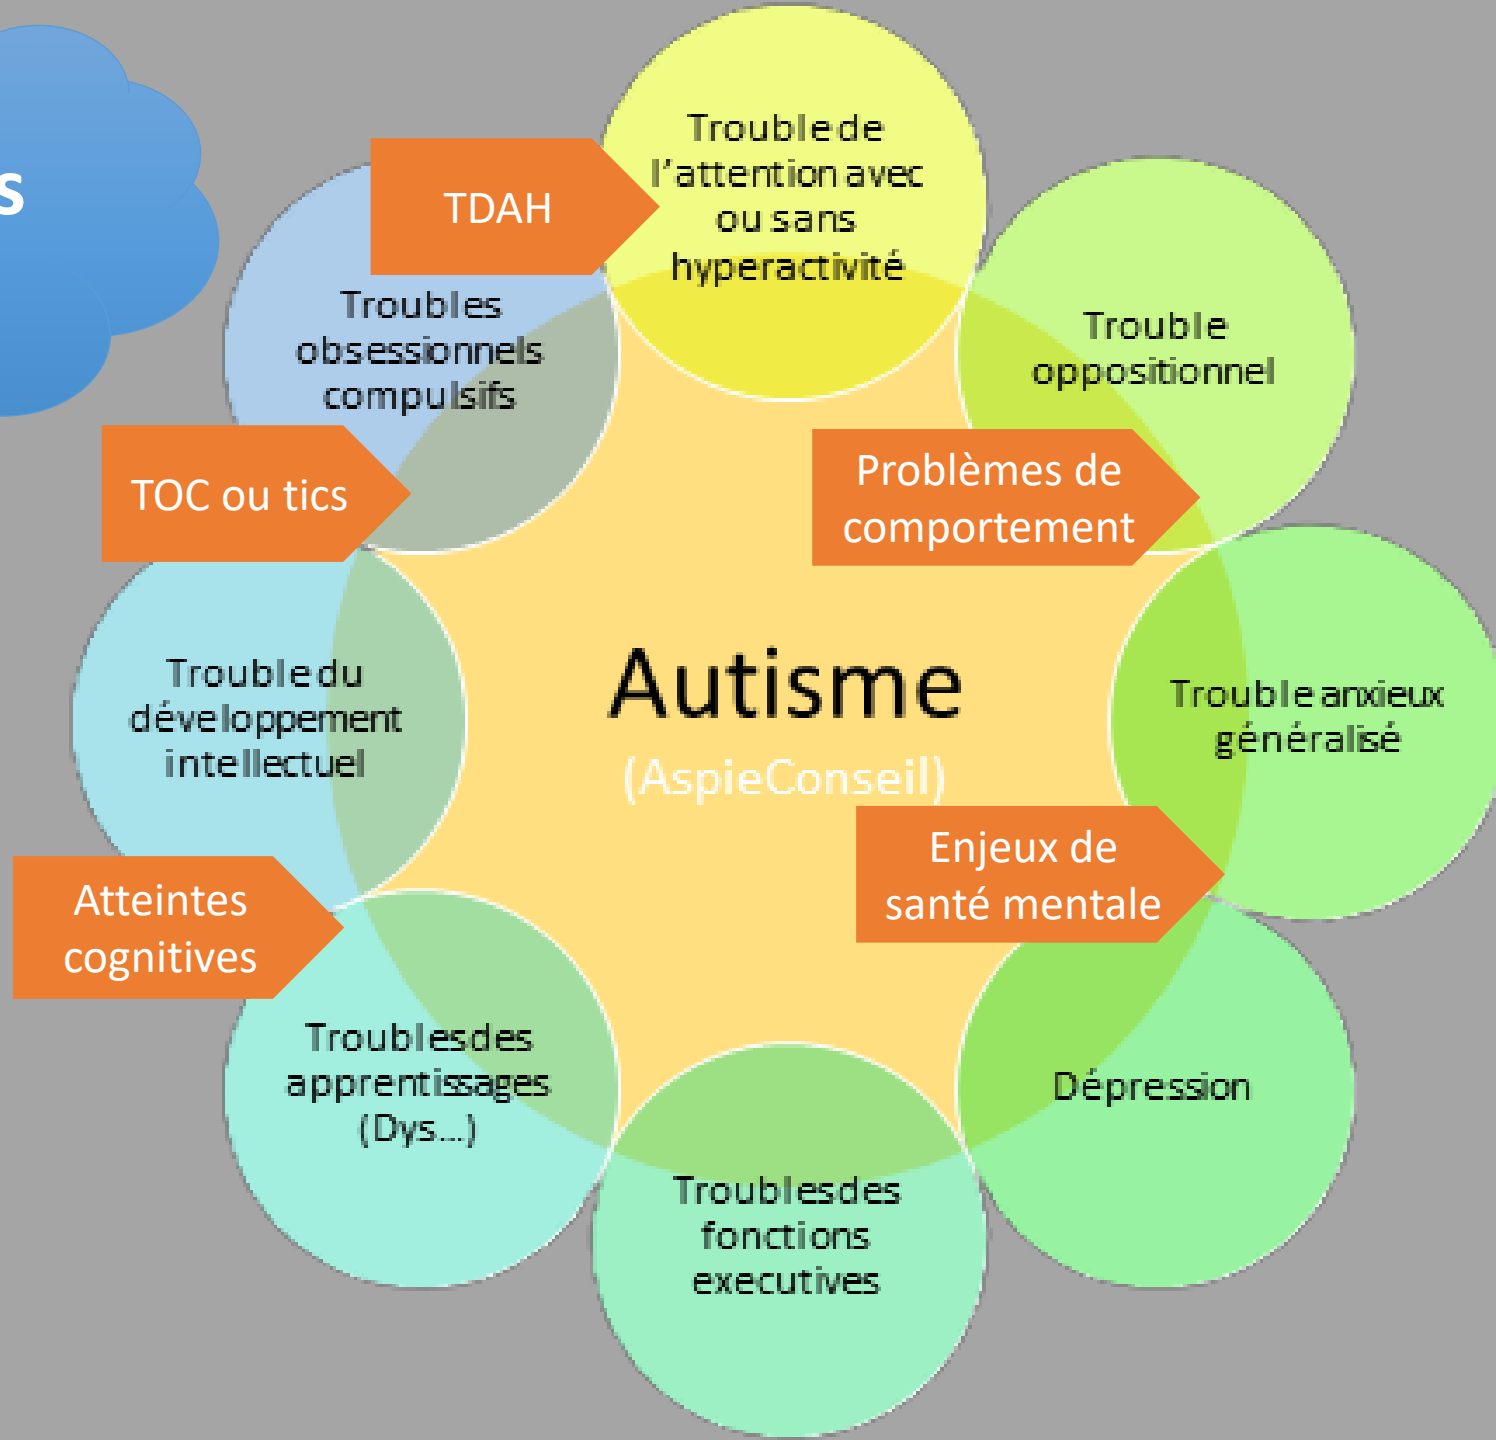 s
Trouble de
l'attention avec
ou sans
hyperactivité
TDAH
Troubles
obsessionnels
compulsifs
Trouble
oppositionnel
TOC ou tics
Problèmes de
comportement
Autisme
(AspieConseil)
Trouble du
développement
intellectuel
Trouble anxieux
généralisé
Enjeux de
santé mentale
Atteintes
cognitives
Troubles des
apprentissages
(Dys...)
Dépression
Troubles des
fonctions
executives